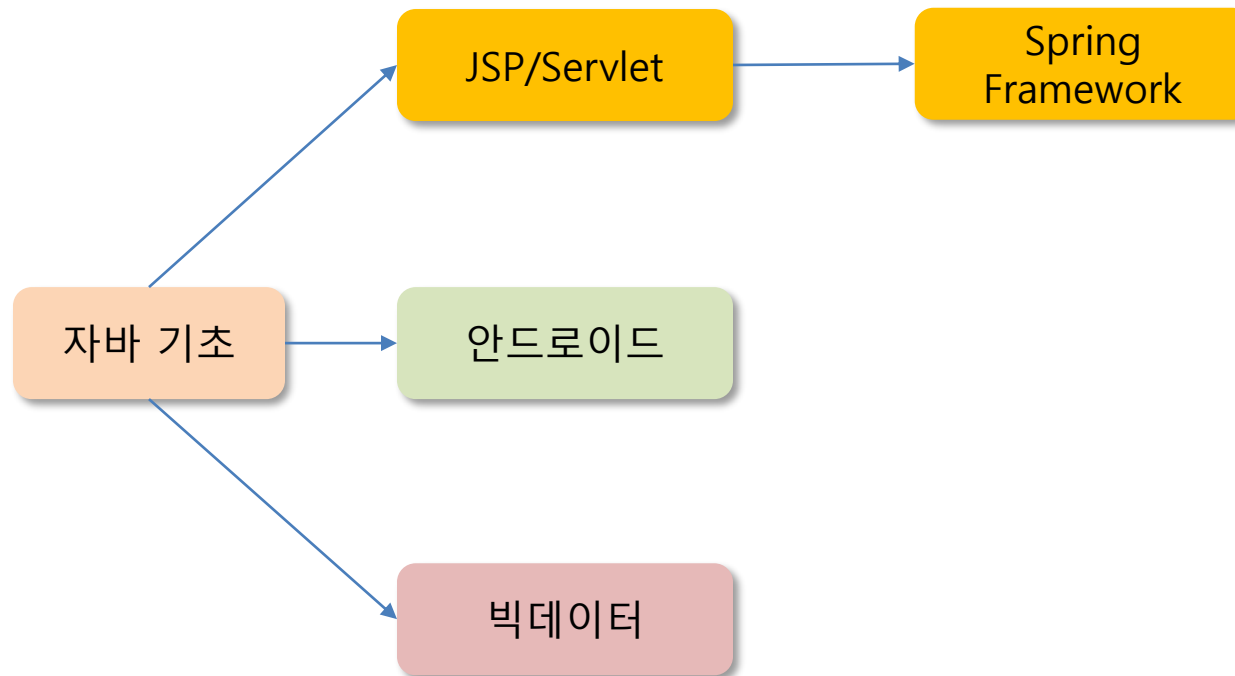 JSP/Servlet
Spring
Framework
자바 기초
안드로이드
빅데이터